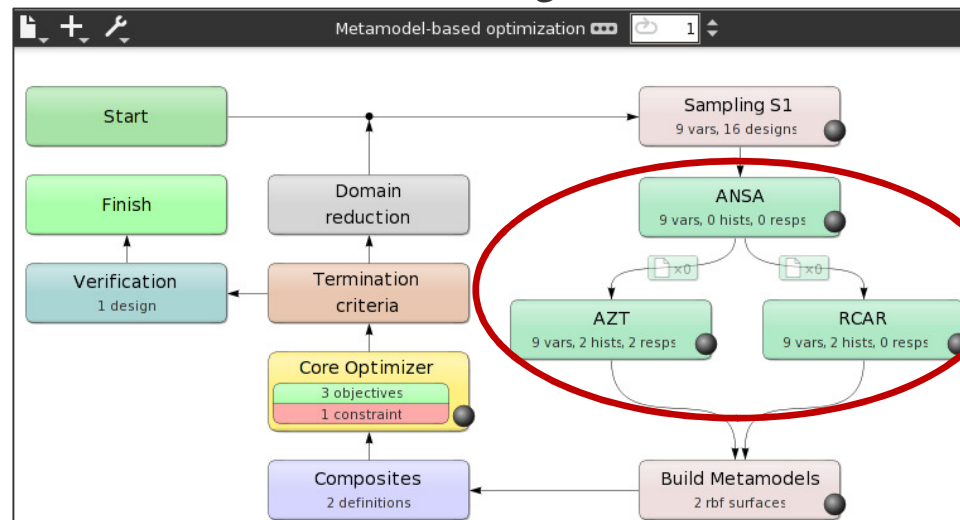 Metamodel-based optimization
1
Start
Sampling S1
9 vars, 16 designs
Finish
Domain
reduction
ANSA
9 vars, 0 hists, 0 resps
×0
×0
Verification
1 design
Termination
criteria
AZT
9 vars, 2 hists, 2 resps
RCAR
9 vars, 2 hists, 0 resps
Core Optimizer
3 objectives
1 constraint
Composites
2 definitions
Build Metamodels
2 rbf surfaces